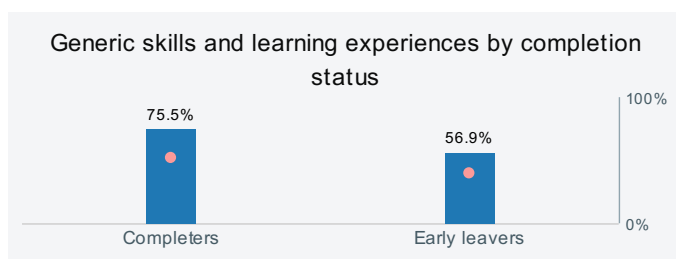 Generic skills and learning experiences by completion
status
100%
75.5%
56.9%
0%
Completers
Early leavers